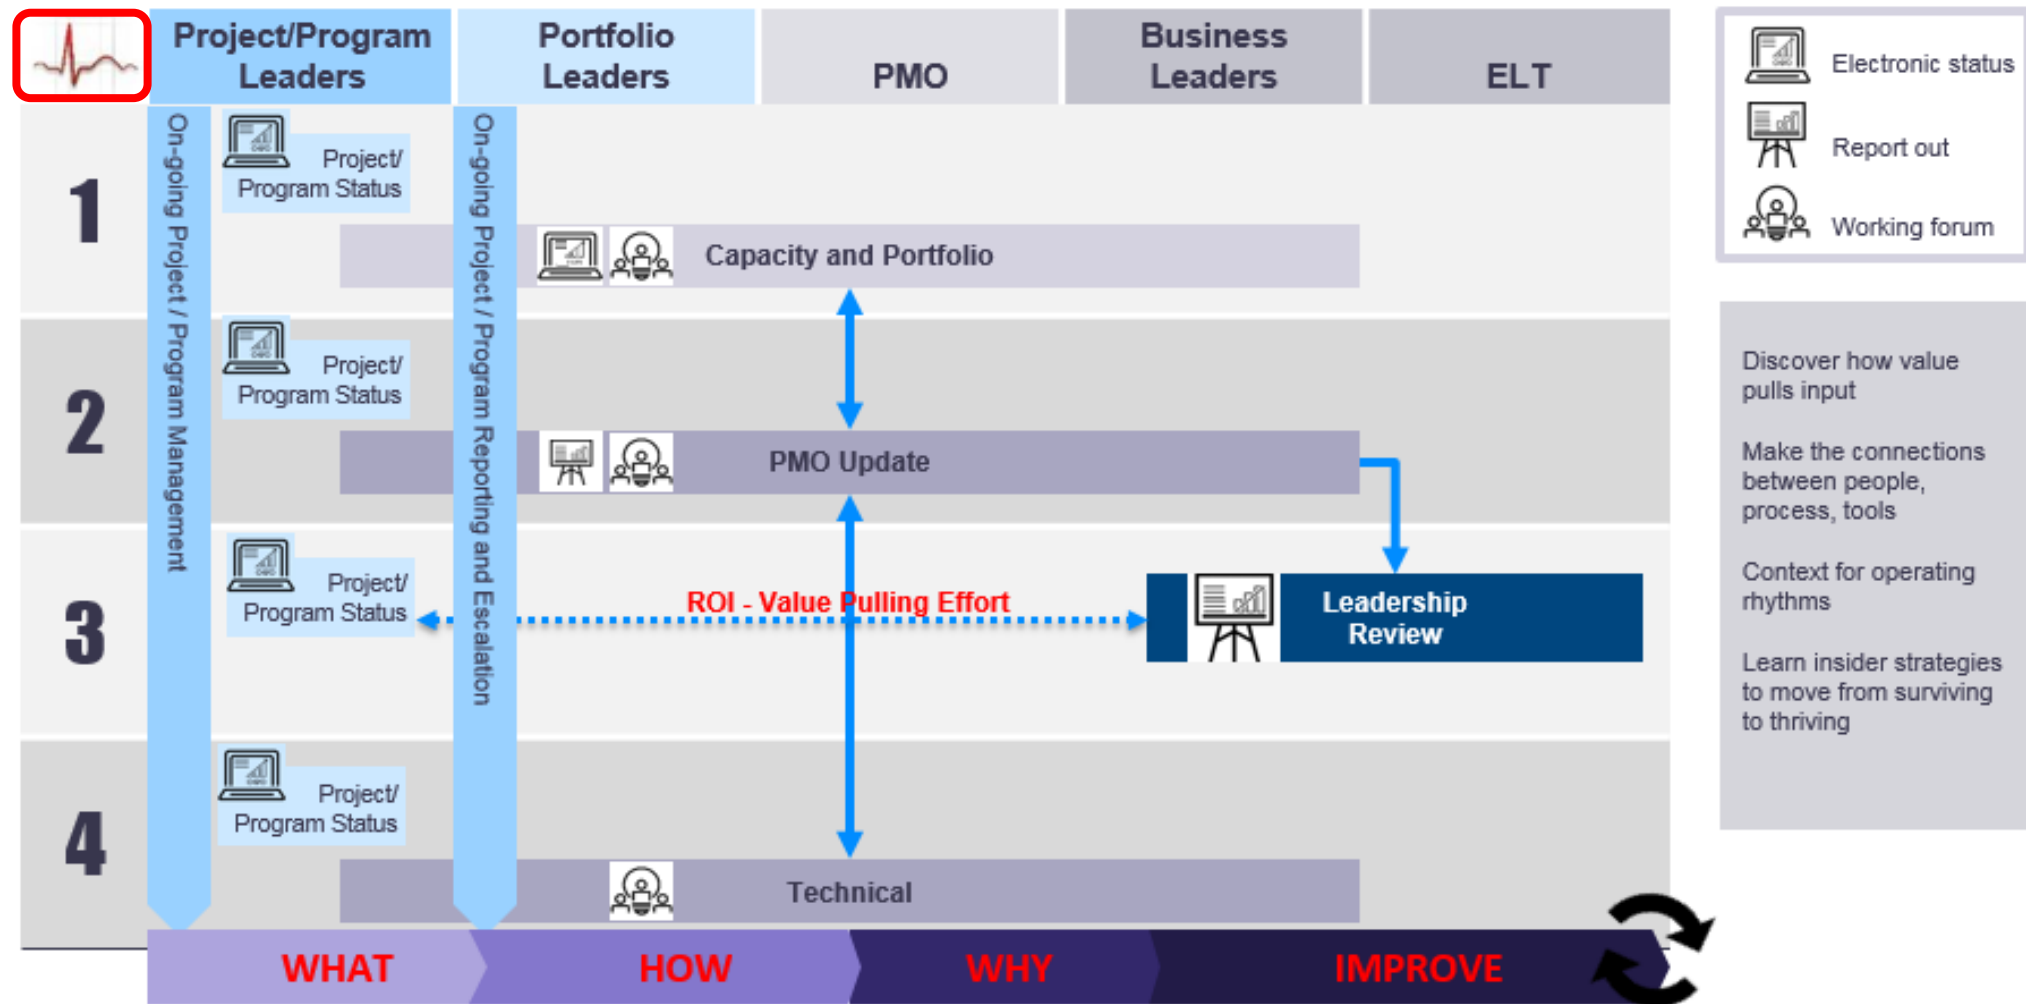 Project/Program
Leaders
Portfolio
Leaders
PMO
Business
Leaders
ELT
Electronic status
Report out
Working forum
On-going Project / Program Management
On-going Project / Program Reporting and Escalation
1
Project/
Program Status
Capacity and Portfolio
2
Project/
Program Status
PMO Update
3
Project/
Program Status
ROI - Value Pulling Effort
Leadership
Review
4
Project/
Program Status
Technical
WHAT
HOW
WHY
IMPROVE
Discover how value
pulls input
Make the connections
between people,
process, tools
Context for operating
rhythms
Learn insider strategies
to move from surviving
to thriving